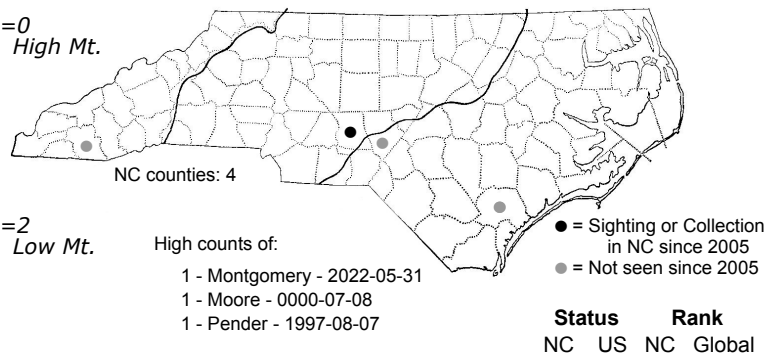 =0
High Mt.
NC counties: 4
=2
Low Mt.
High counts of:
1 - Montgomery - 2022-05-31
1 - Moore - 0000-07-08
1 - Pender - 1997-08-07
= Sighting or Collection
in NC since 2005
= Not seen since 2005
Status Rank
NC US NC Global